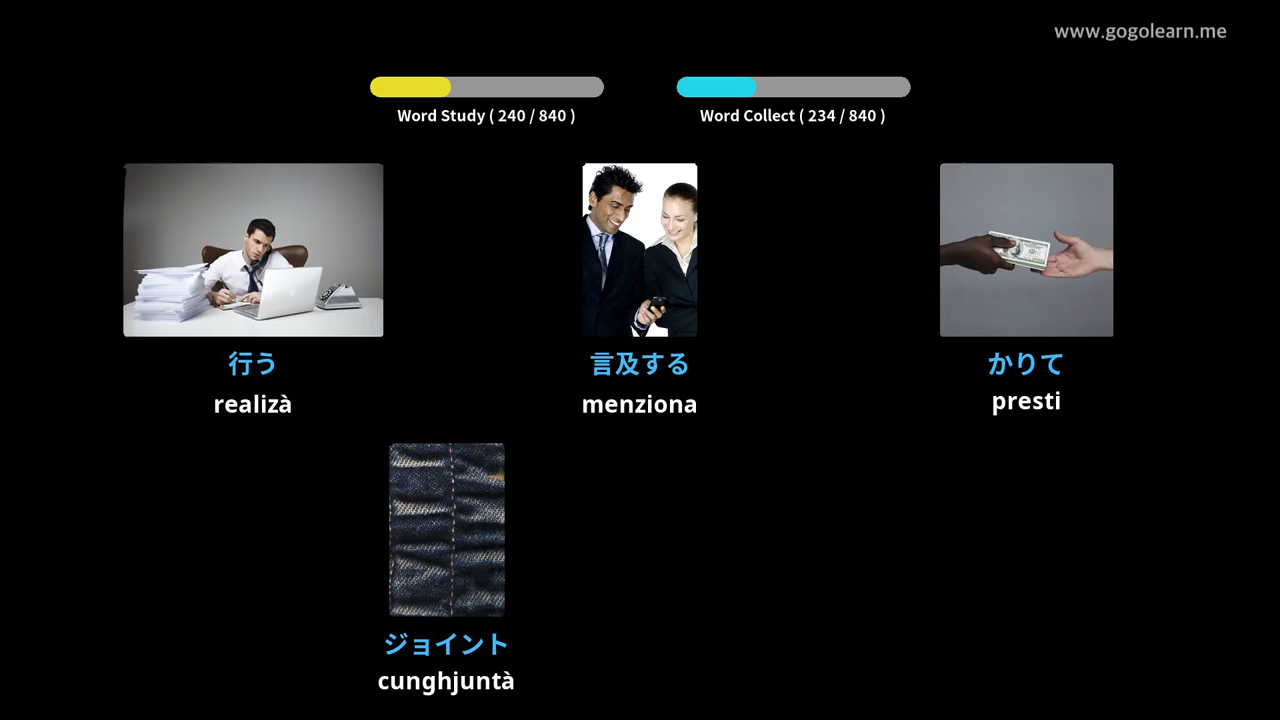 www.gogolearn.me
Word Study ( 240 / 840 )
Word Collect ( 234 / 840 )
行う
言及する
かりて
realizà
menziona
presti
ジョイント
cunghjuntà